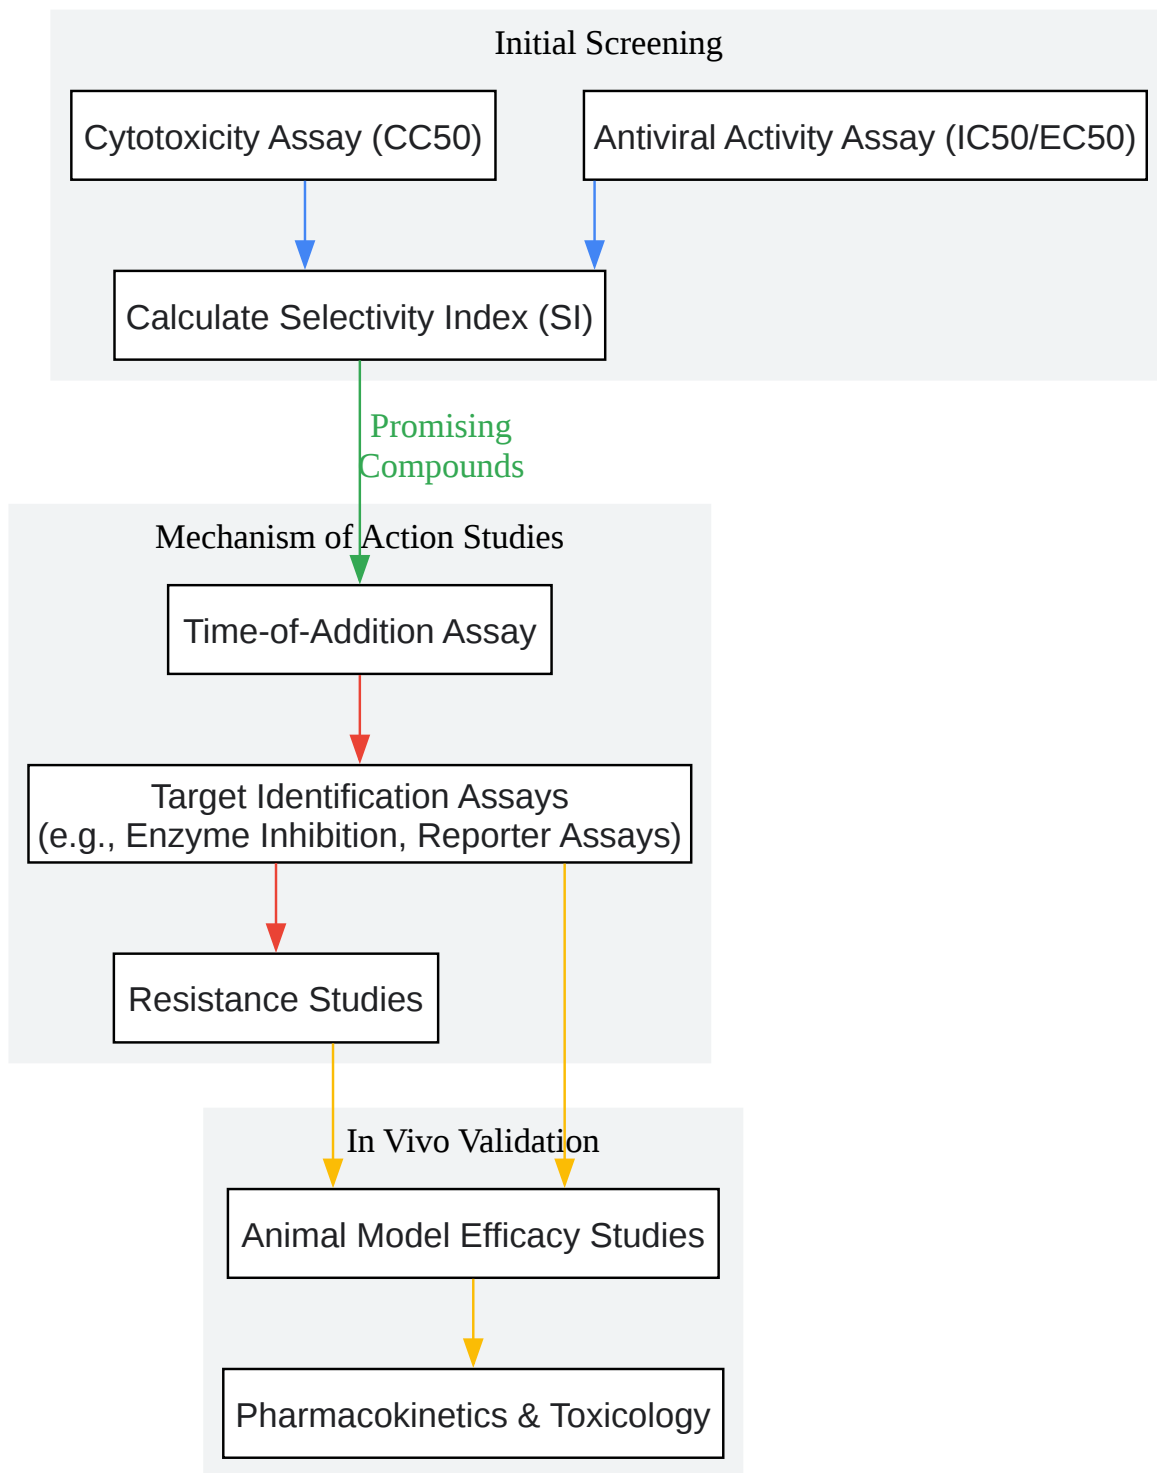 Initial Screening
Cytotoxicity Assay (CC50)
Antiviral Activity Assay (IC50/EC50)
Calculate Selectivity Index (SI)
Promising
Compounds
Mechanism of Action Studies
Time-of-Addition Assay
Target Identification Assays
(e.g., Enzyme Inhibition, Reporter Assays)
Resistance Studies
In Vivo Validation
Animal Model Efficacy Studies
Pharmacokinetics & Toxicology